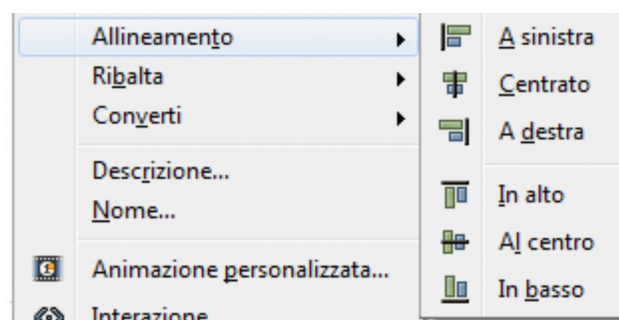 Allineamento
Ribalta
Converti
Descrizione...
Nome...
Animazione personalizzata...
Interazione
A sinistra
Centrato
A destra
In alto
Al centro
In basso